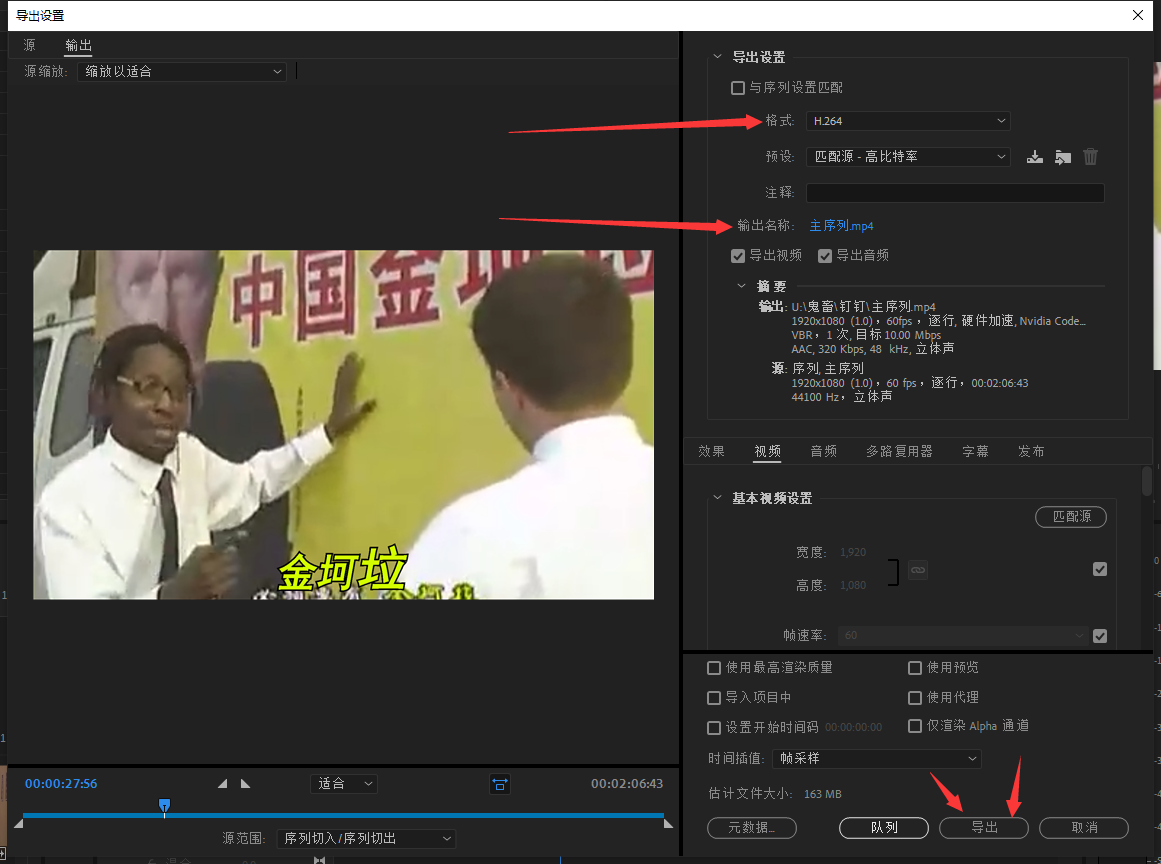 导出设置
源
输出
源缩放:
缩放以适合
导出设置
与序列设置匹配
格式:
H.264
预设:
匹配源 - 高比特率
注释:
输出名称:
主序列.mp4
导出视频
导出音频
摘要
输出: U:\鬼畜\钉钉\主序列.mp4
1920x1080 (1.0), 60fps, 逐行, 硬件加速, Nvidia Code...
VBR, 1 次, 目标 10.00 Mbps
AAC, 320 Kbps, 48 kHz, 立体声
源: 序列, 主序列
1920x1080 (1.0), 60 fps, 逐行, 00:02:06:43
44100 Hz, 立体声
中国金坷
金坷垃
效果
视频
音频
多路复用器
字幕
发布
基本视频设置
匹配源
宽度:
1,920
高度:
1,080
帧速率:
60
使用最高渲染质量
使用预览
导入项目中
使用代理
设置开始时间码
00:00:00:00
仅渲染 Alpha 通道
时间插值:
帧采样
估计文件大小:
163 MB
元数据...
队列
导出
取消
00:00:27:56
适合
00:02:06:43
源范围:
序列切入/序列切出